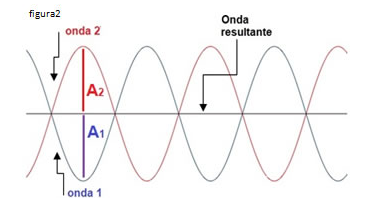 figura2
onda 2
Onda
resultante
A2
A1
onda 1